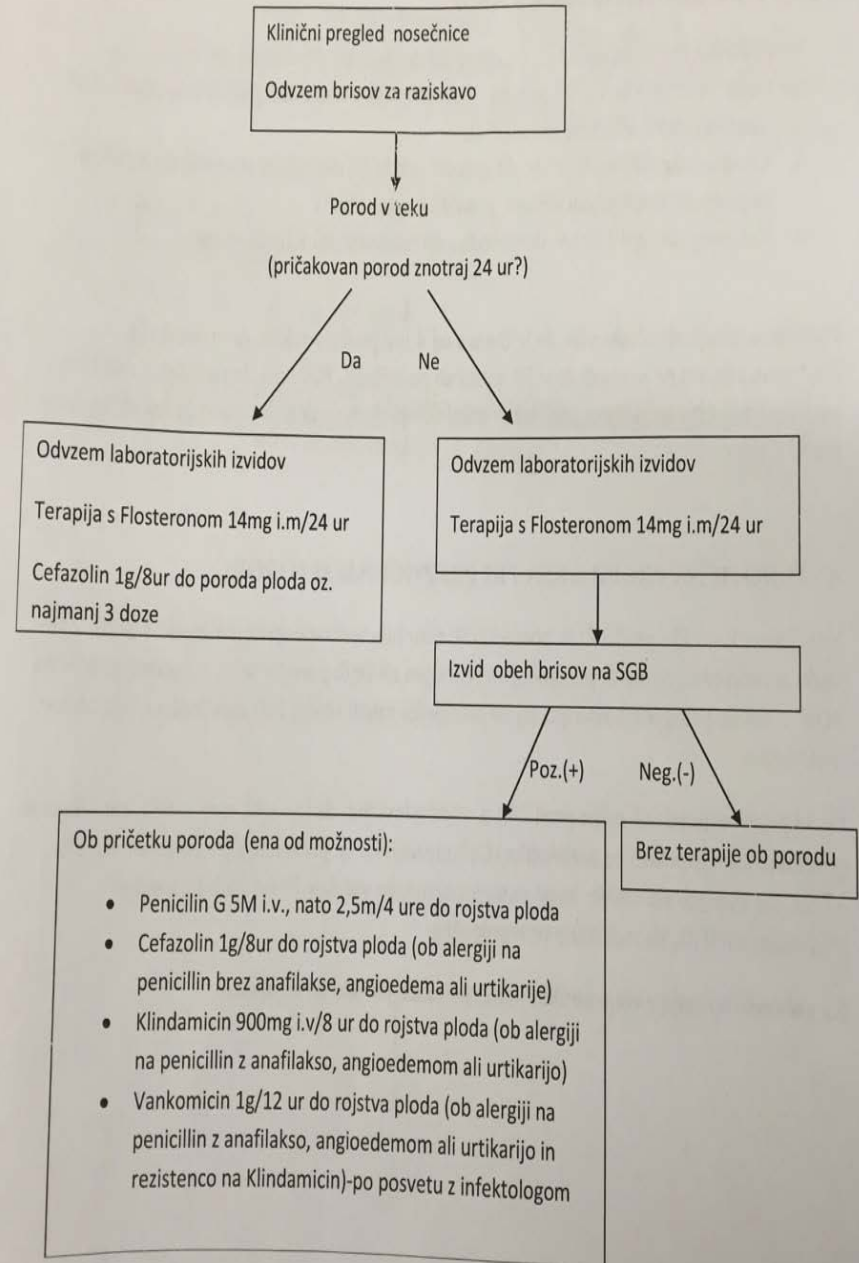 Klinični pregled nosečnice
Odvzem brisov za raziskavo
Porod v teku
(pričakovan porod znotraj 24 ur?)
Da
Ne
Odvzem laboratorijskih izvidov
Terapija s Flosteronom 14mg i.m/24 ur
Cefazolin 1g/8ur do poroda ploda oz.
najmanj 3 doze
Odvzem laboratorijskih izvidov
Terapija s Flosteronom 14mg i.m/24 ur
Izvid obeh brisov na SGB
Poz.(+)
Neg.(-)
Ob pričetku poroda (ena od možnosti):
• Penicilin G 5M i.v., nato 2,5m/4 ure do rojstva ploda
• Cefazolin 1g/8ur do rojstva ploda (ob alergiji na
penicillin brez anafilakse, angioedema ali urtikarije)
• Klindamicin 900mg i.v/8 ur do rojstva ploda (ob alergiji
na penicillin z anafilakso, angioedemom ali urtikarijo)
• Vankomicin 1g/12 ur do rojstva ploda (ob alergiji na
penicillin z anafilakso, angioedemom ali urtikarijo in
rezistenco na Klindamicin)-po posvetu z infektologom
Brez terapije ob porodu